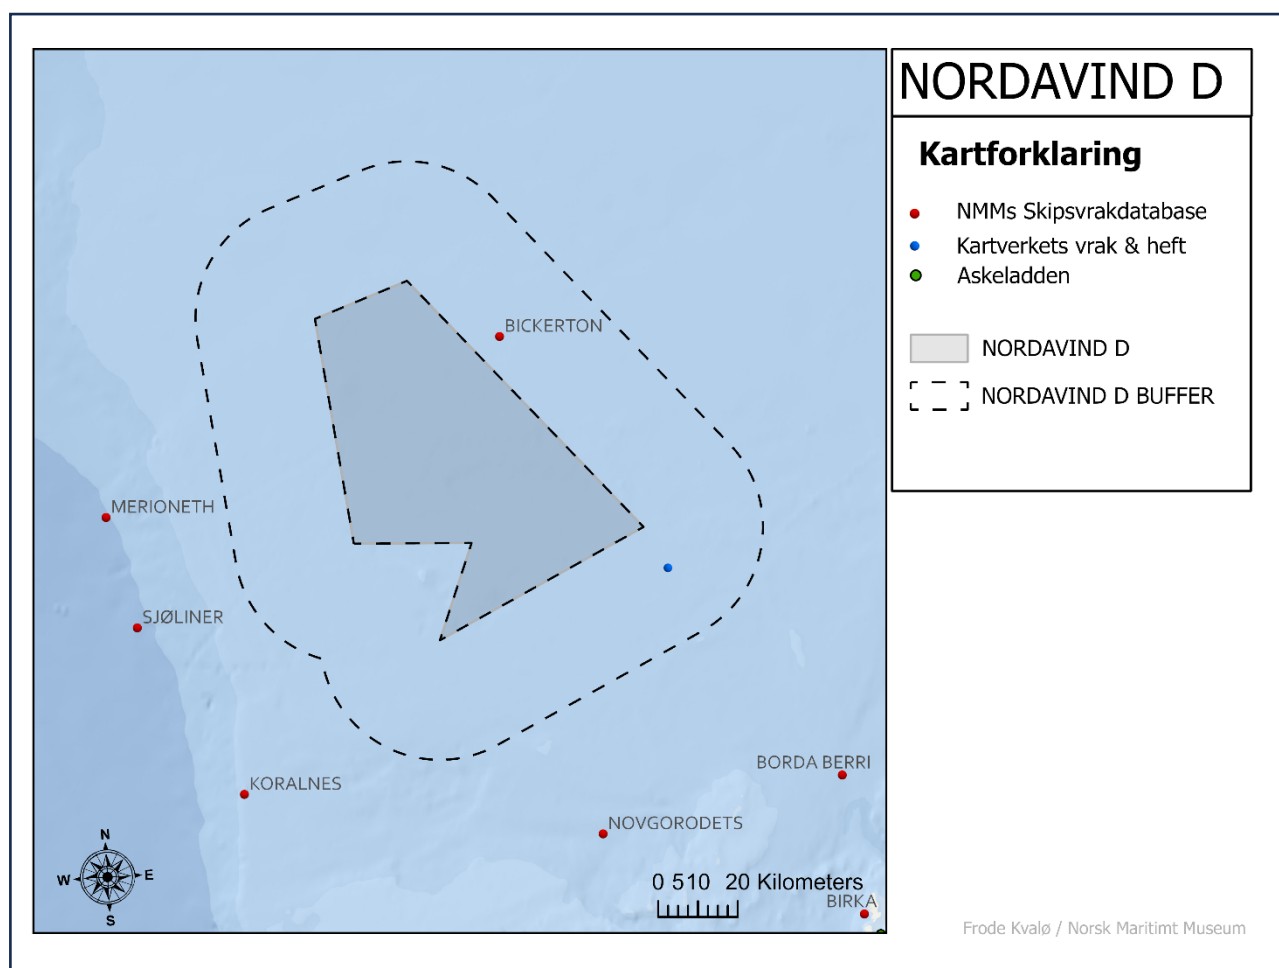 NORDAVIND D
Kartforklaring
NMMs Skipsvrakdatabase
Kartverkets vrak & heft
Askeladden
NORDAVIND D
NORDAVIND D BUFFER
BICKERTON
MERIONETH
SJØLINER
KORALNES
BORDA BERRI
NOVGORODETS
N
W E
S
0 510 20 Kilometers
BIRKA
Frode Kvalø / Norsk Maritimt Museum